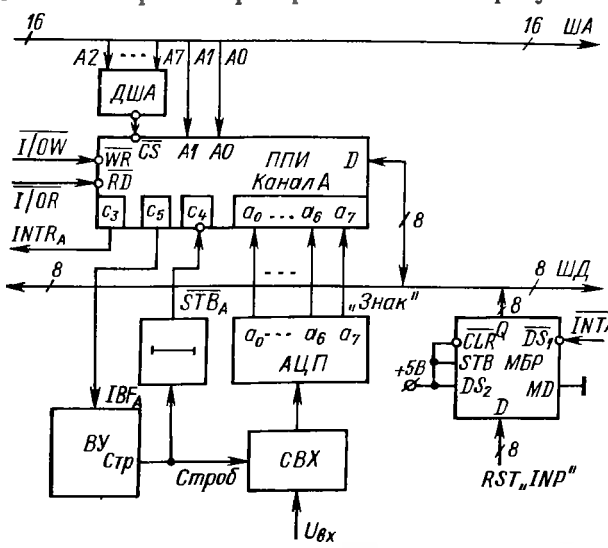 16
16
ША
A2 --- A7 A1 A0
ДША
I/OW
I/OR
CS A1 A0
WR
RD
ППИ D
Канал A
c3 c5 c4 a0 ... a6 a7
INTRA
8
8
8 ШД
STBA
„Знак"
a0 ... a6 a7
АЦП
8
CLR Q DS1
INTA
STB МБР
+5В
DS2 MD
D
IBFA
ВУ
Стр
Строб
СВХ
8
RST„INP"
Uвх